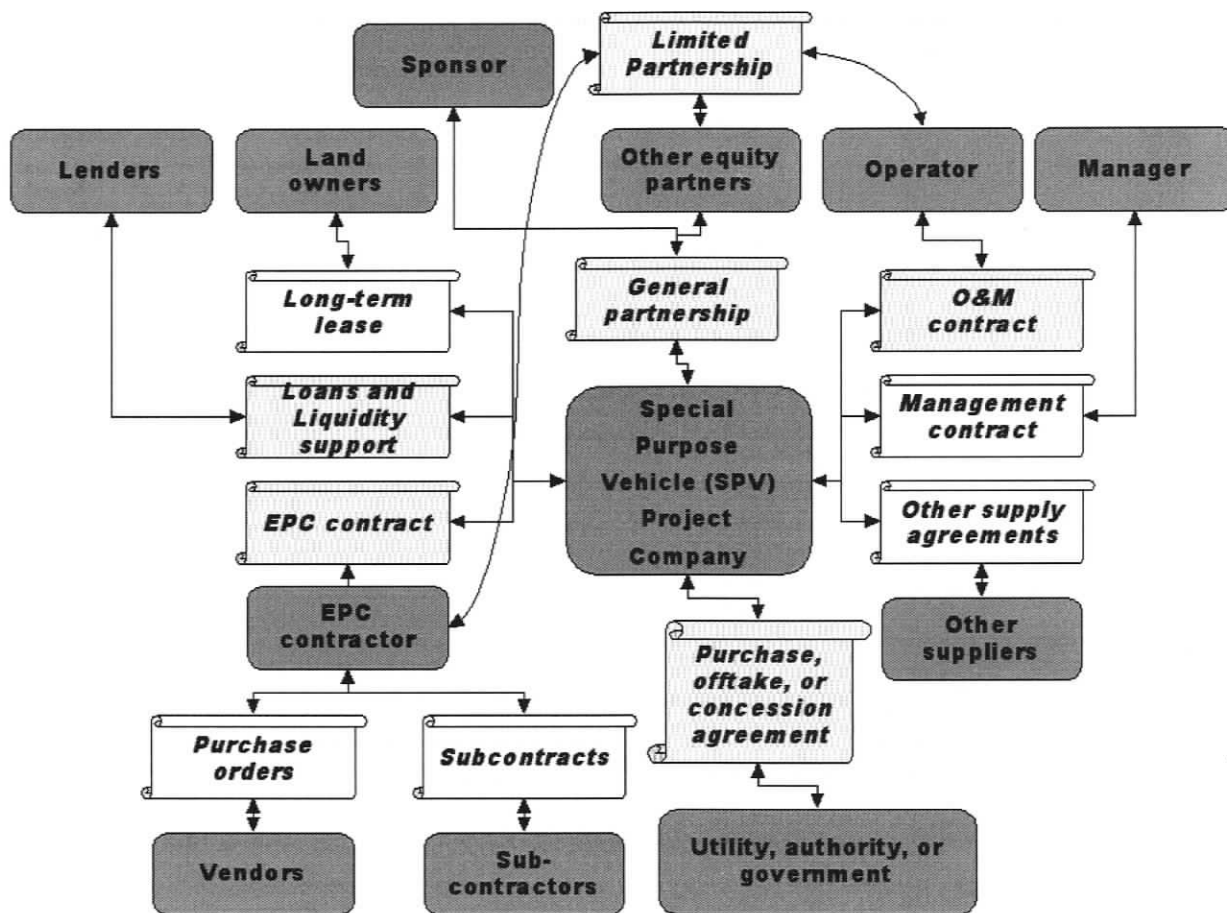 Sponsor
Limited
Partnership
Lenders
Land
owners
Other equity
partners
Operator
Manager
Long-term
lease
General
partnership
O&M
contract
Loans and
Liquidity
support
Special
Purpose
Vehicle (SPV)
Project
Company
Management
contract
EPC contract
Other supply
agreements
EPC
contractor
Other
suppliers
Purchase,
offtake, or
concession
agreement
Purchase
orders
Subcontracts
Vendors
Sub-
contractors
Utility, authority, or
government